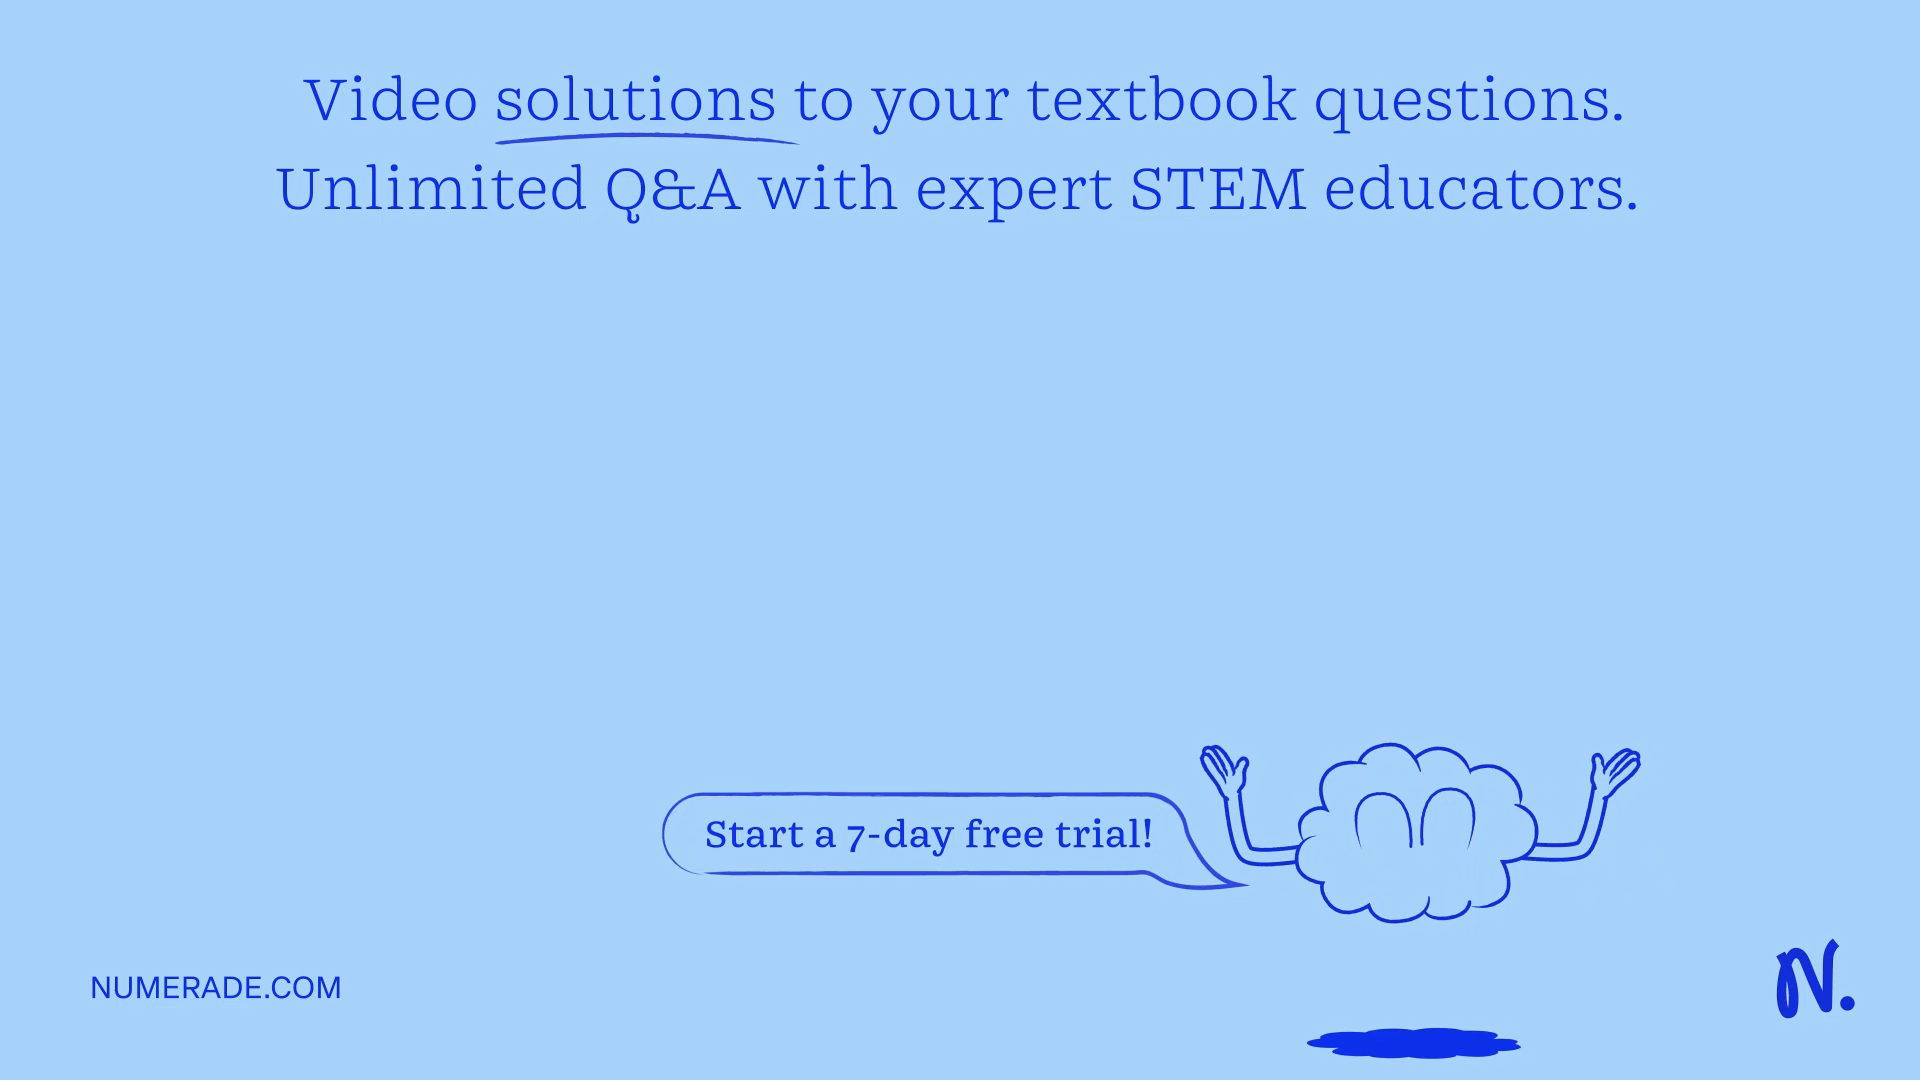 Video solutions to your textbook questions.
Unlimited Q&A with expert STEM educators.
Start a 7-day free trial!
NUMERADE.COM
N.